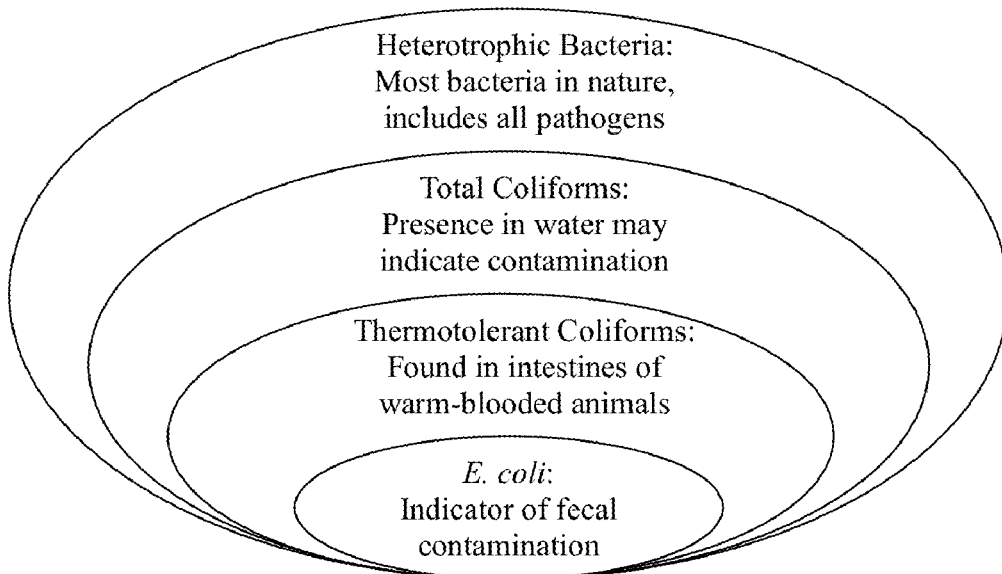 Heterotrophic Bacteria:
Most bacteria in nature,
includes all pathogens
Total Coliforms:
Presence in water may
indicate contamination
Thermotolerant Coliforms:
Found in intestines of
warm-blooded animals
E. coli:
Indicator of fecal
contamination